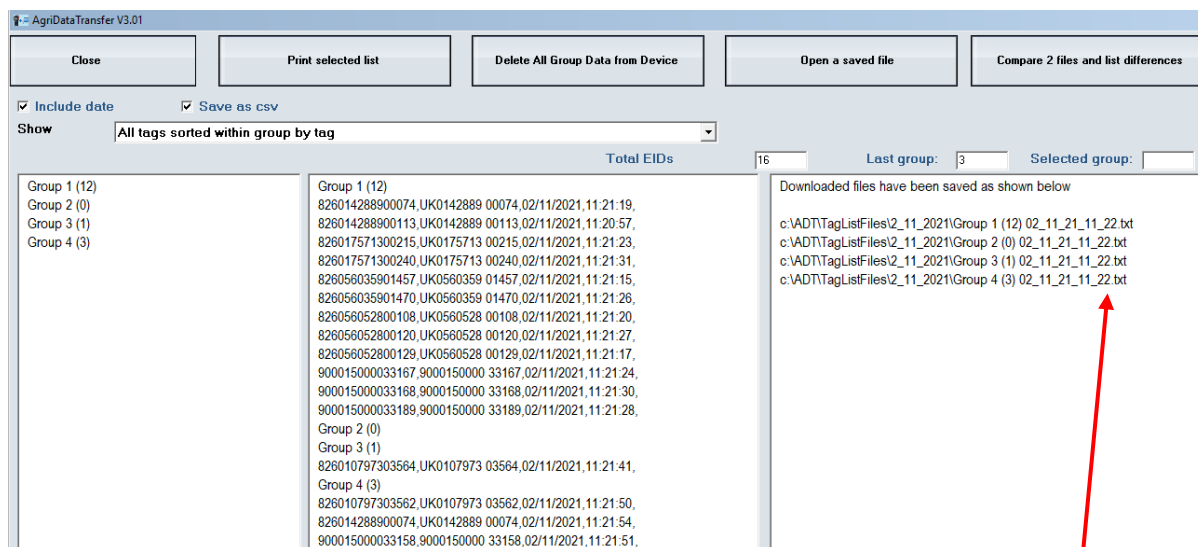 AgriDataTransfer V3.01
Close Print selected list Delete All Group Data from Device Open a saved file Compare 2 files and list differences
Include date Save as csv
Show All tags sorted within group by tag
Total EIDs 16 Last group: 3 Selected group:
Group 1 (12)
Group 2 (0)
Group 3 (1)
Group 4 (3)
Group 1 (12)
826014288900074,UK0142889 00074,02/11/2021,11:21:19,
826014288900113,UK0142889 00113,02/11/2021,11:20:57,
826017571300215,UK0175713 00215,02/11/2021,11:21:23,
826017571300240,UK0175713 00240,02/11/2021,11:21:31,
826056035901457,UK0560359 01457,02/11/2021,11:21:15,
826056035901470,UK0560359 01470,02/11/2021,11:21:26,
826056052800108,UK0560528 00108,02/11/2021,11:21:20,
826056052800120,UK0560528 00120,02/11/2021,11:21:27,
826056052800129,UK0560528 00129,02/11/2021,11:21:17,
900015000033167,9000150000 33167,02/11/2021,11:21:24,
900015000033168,9000150000 33168,02/11/2021,11:21:30,
900015000033189,9000150000 33189,02/11/2021,11:21:28,
Group 2 (0)
Group 3 (1)
826010797303564,UK0107973 03564,02/11/2021,11:21:41,
Group 4 (3)
826010797303562,UK0107973 03562,02/11/2021,11:21:50,
826014288900074,UK0142889 00074,02/11/2021,11:21:54,
900015000033158,9000150000 33158,02/11/2021,11:21:51,
Downloaded files have been saved as shown below
c:\ADT\TagListFiles\2_11_2021\Group 1 (12) 02_11_21_11_22.txt
c:\ADT\TagListFiles\2_11_2021\Group 2 (0) 02_11_21_11_22.txt
c:\ADT\TagListFiles\2_11_2021\Group 3 (1) 02_11_21_11_22.txt
c:\ADT\TagListFiles\2_11_2021\Group 4 (3) 02_11_21_11_22.txt